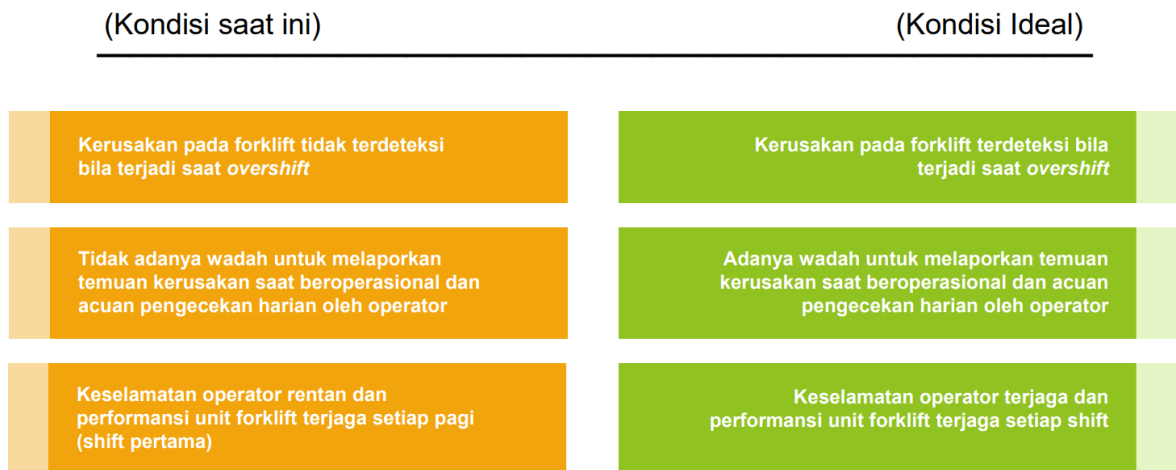 (Kondisi saat ini)
(Kondisi Ideal)
Kerusakan pada forklift tidak terdeteksi
bila terjadi saat overshift
Kerusakan pada forklift terdeteksi bila
terjadi saat overshift
Tidak adanya wadah untuk melaporkan
temuan kerusakan saat beroperasional dan
acuan pengecekan harian oleh operator
Adanya wadah untuk melaporkan temuan
kerusakan saat beroperasional dan acuan
pengecekan harian oleh operator
Keselamatan operator rentan dan
performansi unit forklift terjaga setiap pagi
(shift pertama)
Keselamatan operator terjaga dan
performansi unit forklift terjaga setiap shift